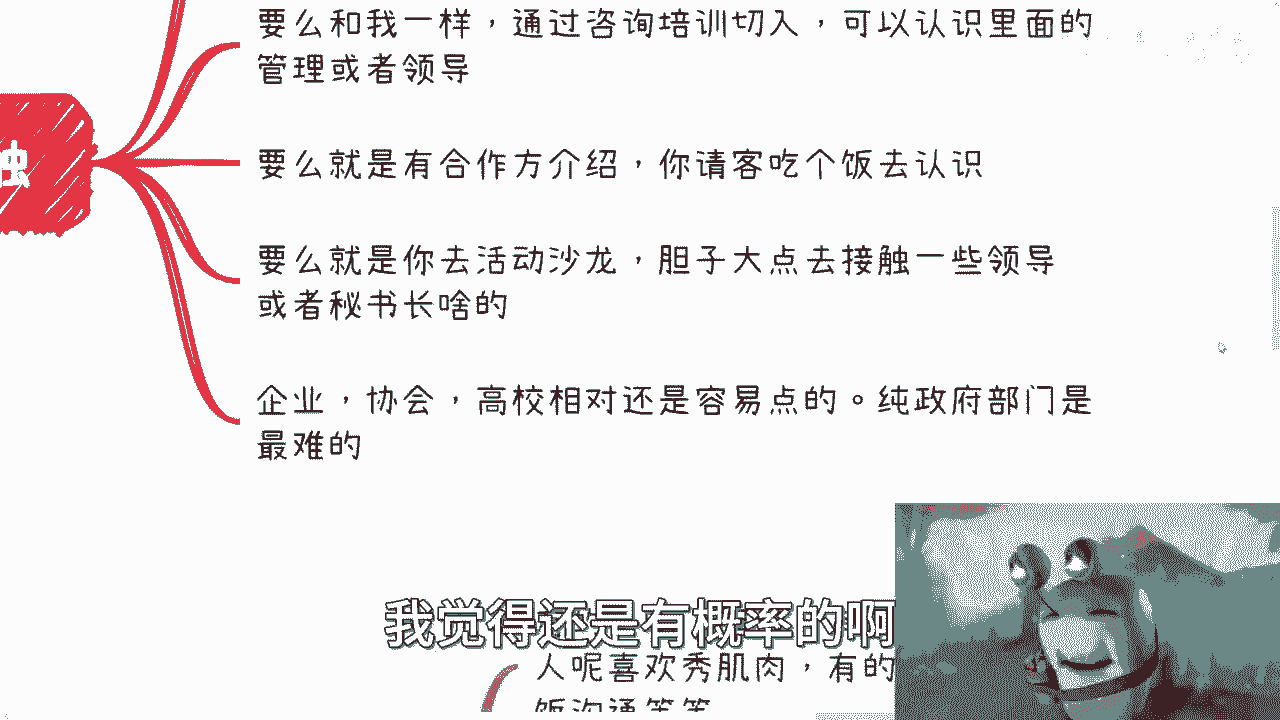 要么和我一样，通过咨询培训切入，可以认识里面的
管理或者领导
要么就是有合作方介绍，你请客吃个饭去认识
要么就是你去活动沙龙，胆子大点去接触一些领导
或者秘书长啥的
企业，协会，高校相对还是容易点的。纯政府部门是
最难的
我觉得还是有概率的啊
人呢喜欢秀肌肉，有的
饭沟通等等